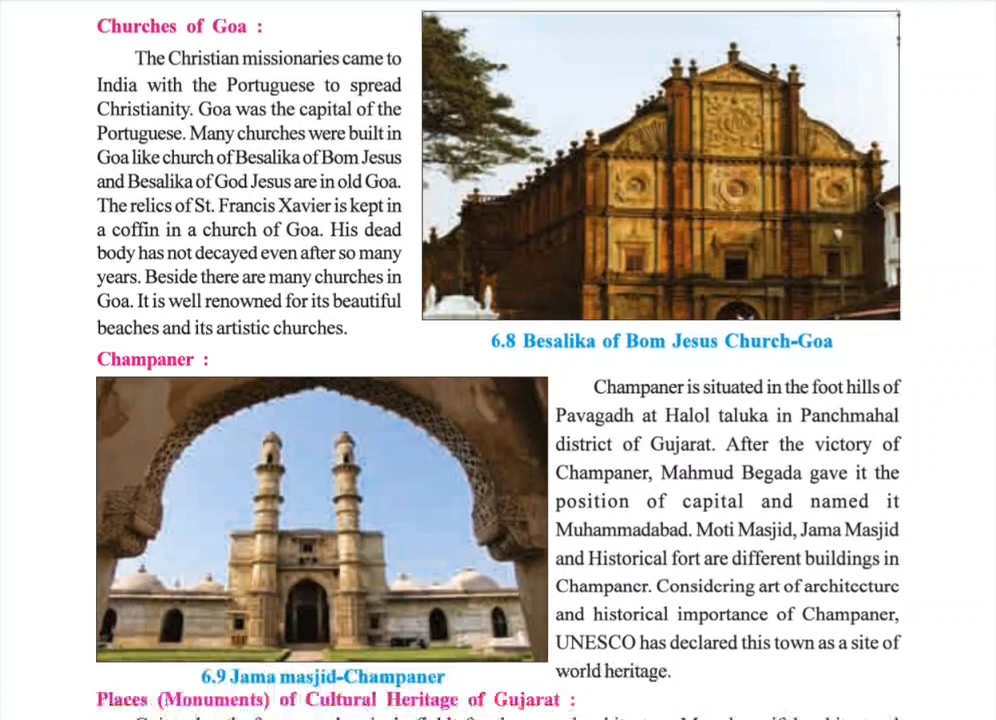 Churches of Goa :
The Christian missionaries came to
India with the Portuguese to spread
Christianity. Goa was the capital of the
Portuguese. Many churches were built in
Goa like church of Besalika of Bom Jesus
and Besalika of God Jesus are in old Goa.
The relics of St. Francis Xavier is kept in
a coffin in a church of Goa. His dead
body has not decayed even after so many
years. Beside there are many churches in
Goa. It is well renowned for its beautiful
beaches and its artistic churches.
6.8 Besalika of Bom Jesus Church-Goa
Champaner :
Champaner is situated in the foot hills of
Pavagadh at Halol taluka in Panchmahal
district of Gujarat. After the victory of
Champaner, Mahmud Begada gave it the
position of capital and named it
Muhammadabad. Moti Masjid, Jama Masjid
and Historical fort are different buildings in
Champaner. Considering art of architecture
and historical importance of Champaner,
UNESCO has declared this town as a site of
world heritage.
6.9 Jama masjid-Champaner
Places (Monuments) of Cultural Heritage of Gujarat :